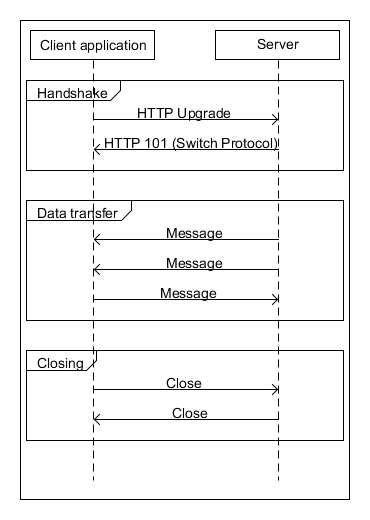 Client application
Server
Handshake
HTTP Upgrade
HTTP 101 (Switch Protocol)
Data transfer
Message
Message
Message
Closing
Close
Close